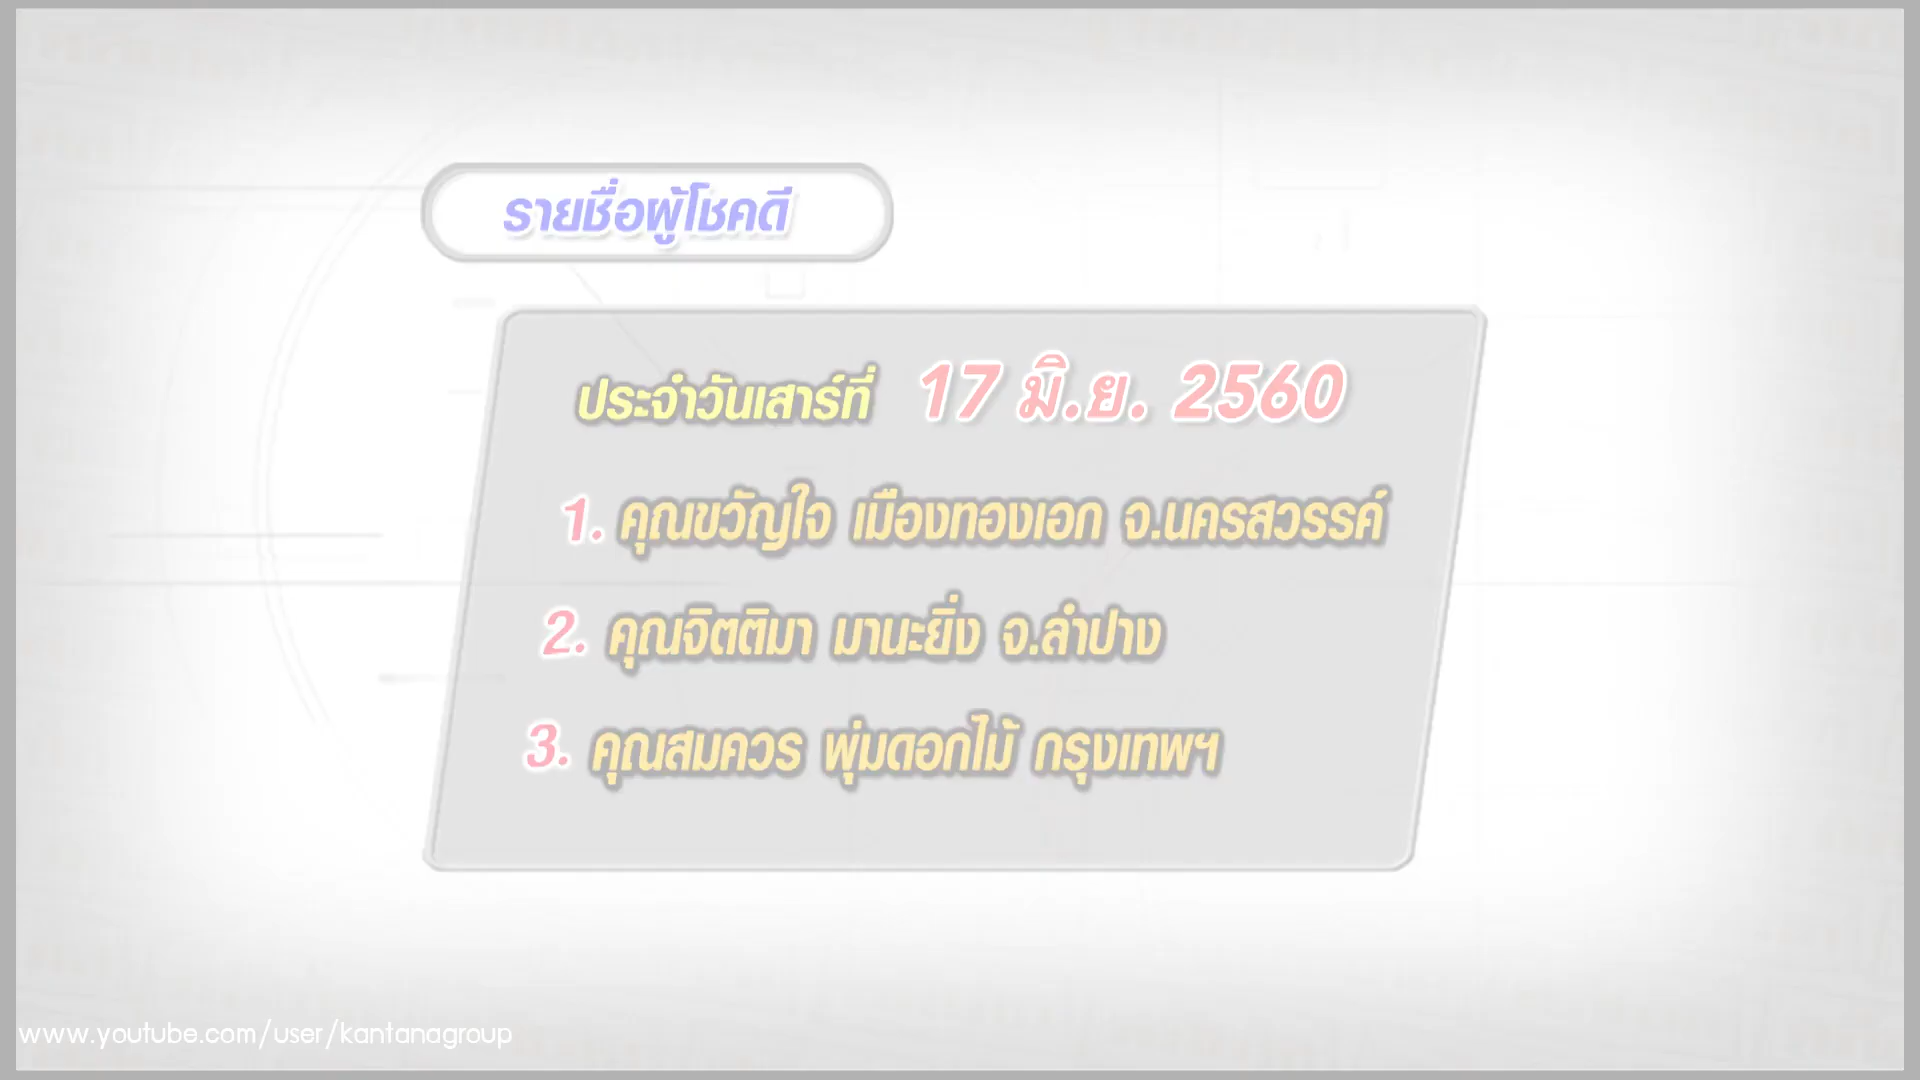 รายชื่อผู้โชคดี
ประจำวันเสาร์ที่ 17 มิ.ย. 2560
1. คุณขวัญใจ เมืองทองเอก จ.นครสวรรค์
2. คุณจิตติมา มานะยิ่ง จ.ลำปาง
3. คุณสมควร พุ่มดอกไม้ กรุงเทพฯ
www.youtube.com/user/kantanagroup